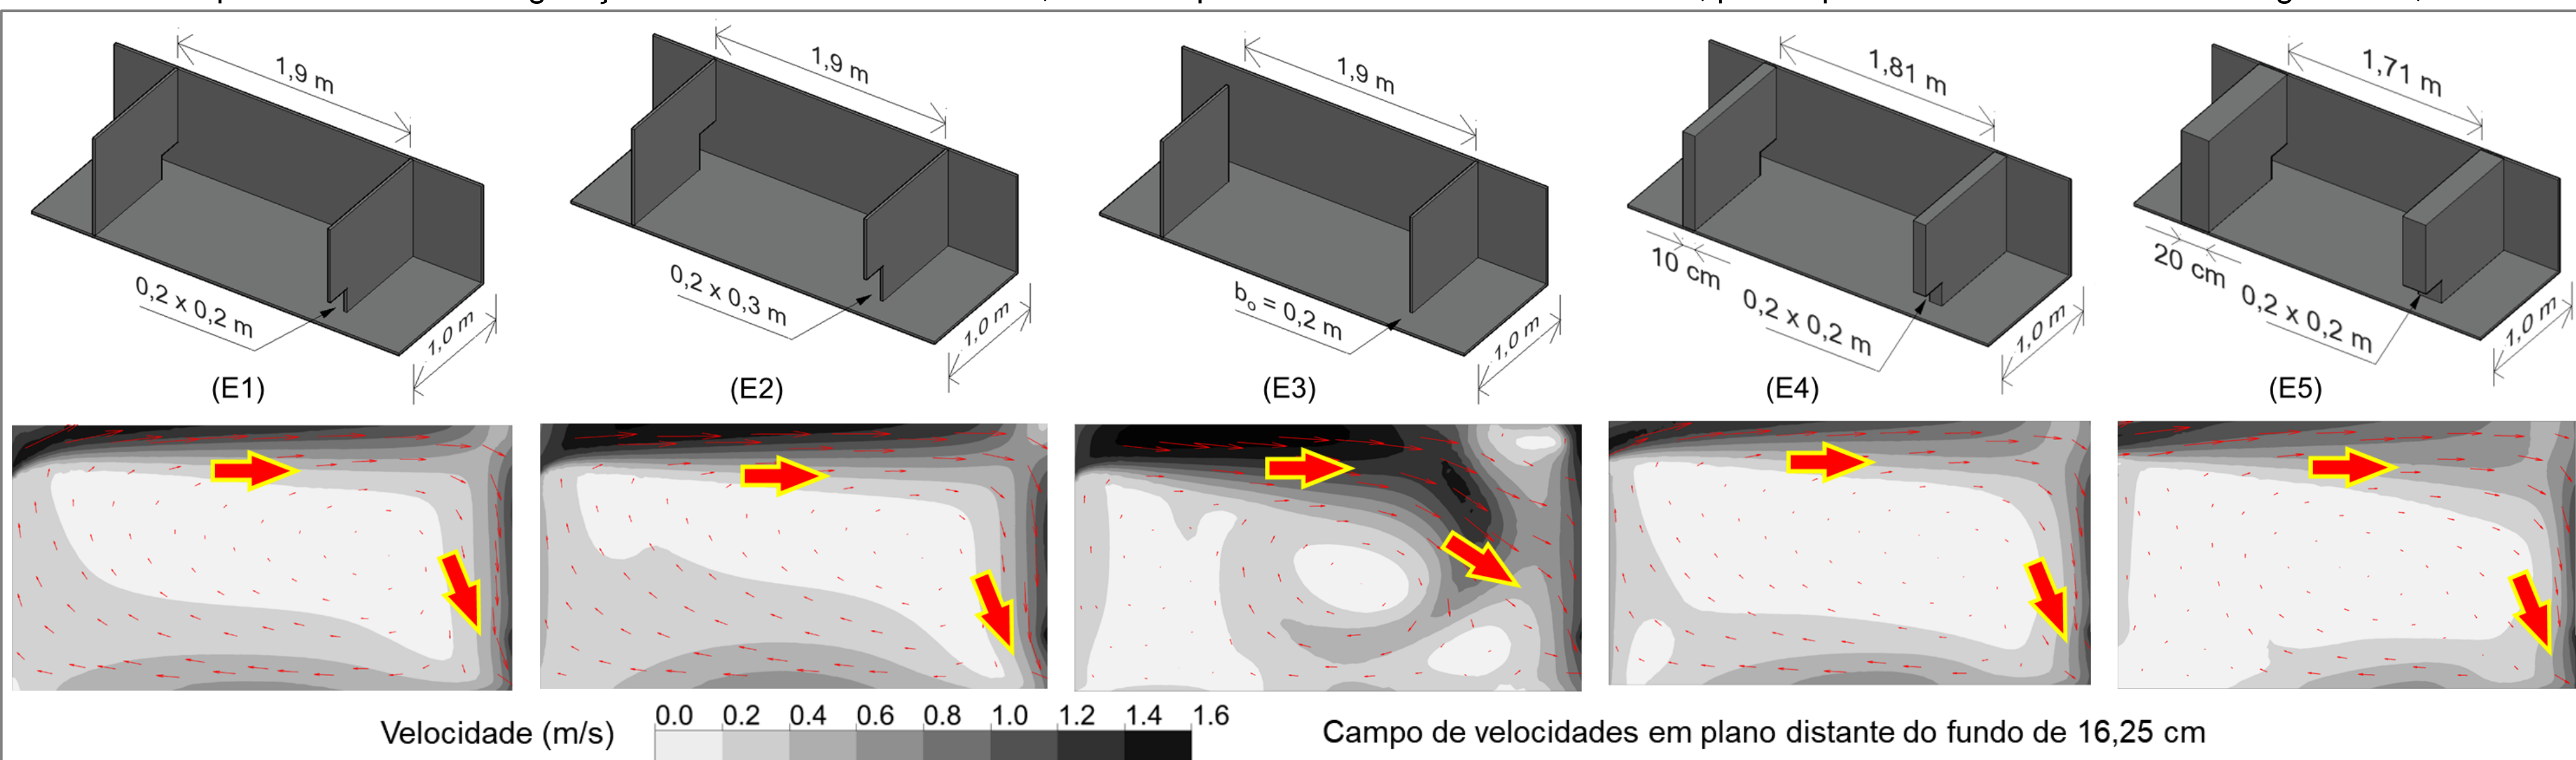 1,9 m
0,2 x 0,2 m
1,0 m
(E1)
1,9 m
0,2 x 0,3 m
1,0 m
(E2)
1,9 m
bo = 0,2 m
1,0 m
(E3)
1,81 m
10 cm
0,2 x 0,2 m
1,0 m
(E4)
1,71 m
20 cm
0,2 x 0,2 m
1,0 m
(E5)
Velocidade (m/s)
0.0 0.2 0.4 0.6 0.8 1.0 1.2 1.4 1.6
Campo de velocidades em plano distante do fundo de 16,25 cm